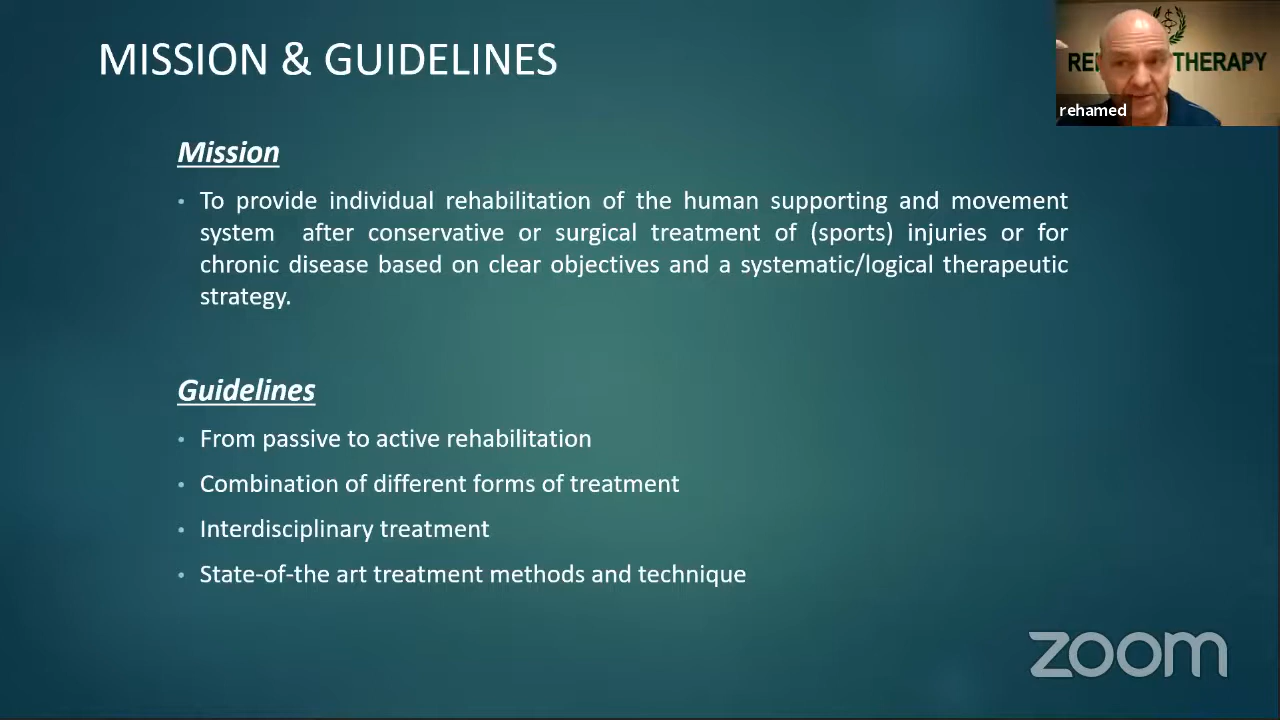 MISSION & GUIDELINES
THERAPY
rehamed
Mission
• To provide individual rehabilitation of the human supporting and movement
system after conservative or surgical treatment of (sports) injuries or for
chronic disease based on clear objectives and a systematic/logical therapeutic
strategy.
Guidelines
• From passive to active rehabilitation
• Combination of different forms of treatment
• Interdisciplinary treatment
• State-of-the art treatment methods and technique
zoom